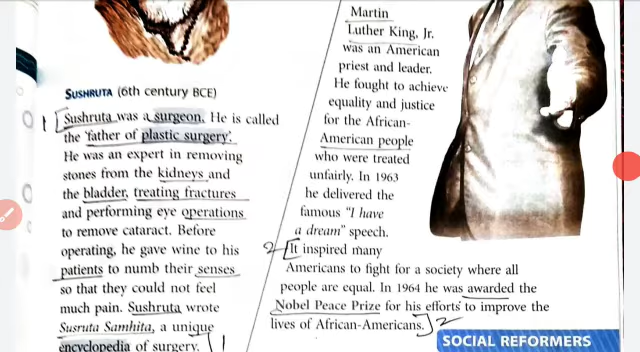 SUSHRUTA (6th century BCE)
1 [Sushruta was a surgeon. He is called
the 'father of plastic surgery'.
He was an expert in removing
stones from the kidneys and
the bladder, treating fractures
and performing eye operations
to remove cataract. Before
operating, he gave wine to his
patients to numb their senses
so that they could not feel
much pain. Sushruta wrote
Susruta Samhita, a unique
encyclopedia of surgery. ] 1
Martin
Luther King, Jr.
was an American
priest and leader.
He fought to achieve
equality and justice
for the African-
American people
who were treated
unfairly. In 1963
he delivered the
famous "I have
a dream" speech.
2 [It inspired many
Americans to fight for a society where all
people are equal. In 1964 he was awarded the
Nobel Peace Prize for his efforts to improve the
lives of African-Americans.] 2
SOCIAL REFORMERS